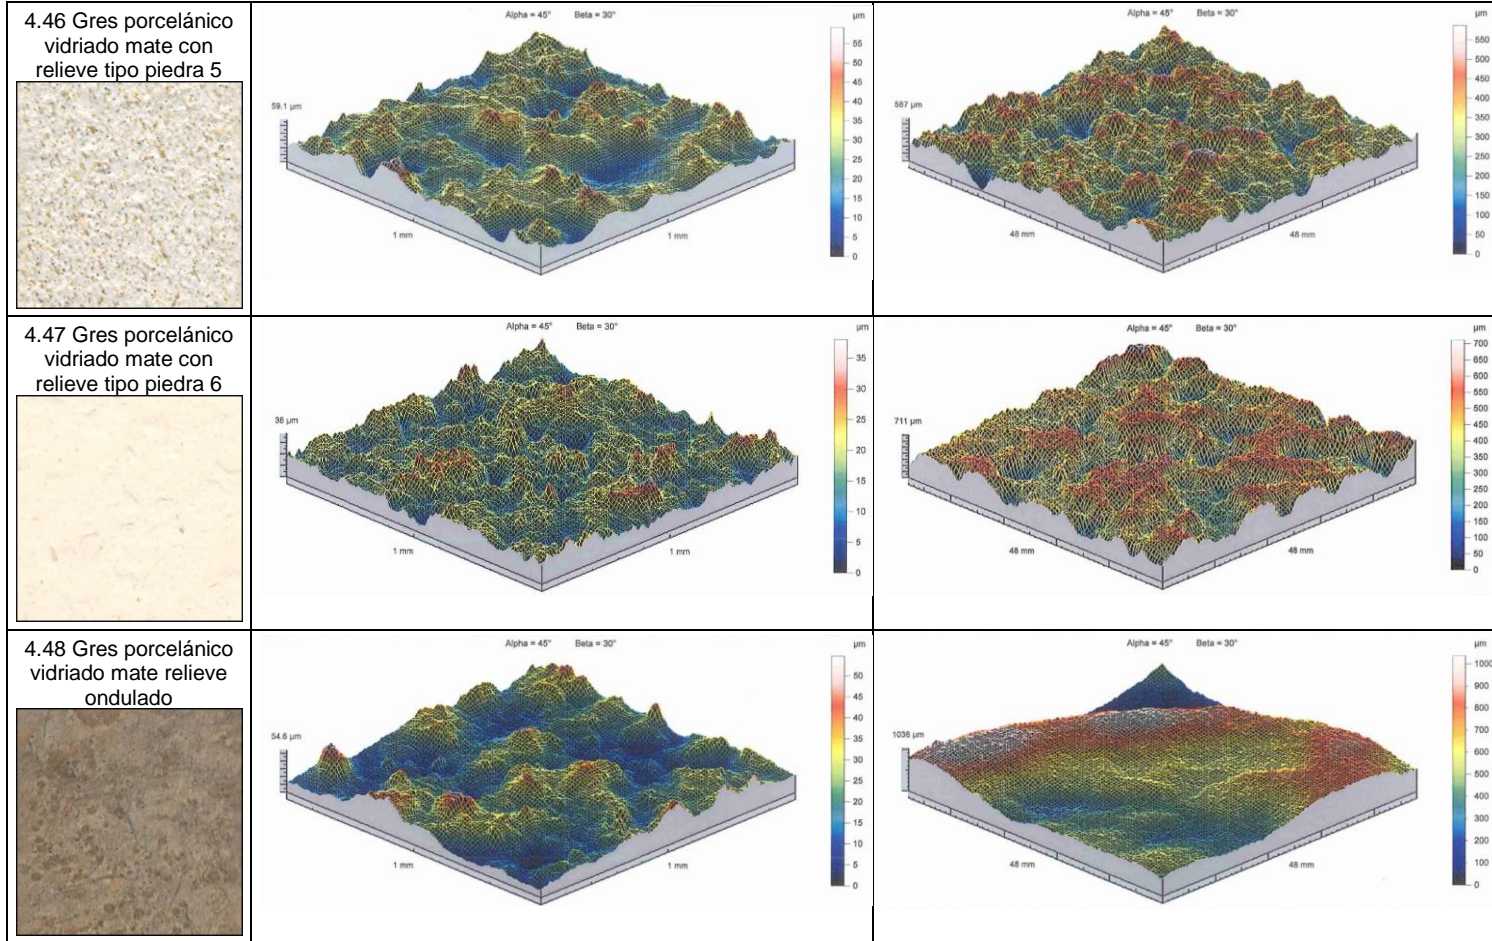 4.46 Gres porcelánico
vidriado mate con
relieve tipo piedra 5
Alpha = 45° Beta = 30°
µm
55
50
45
40
35
30
25
20
15
10
5
0
59.1 µm
1 mm
1 mm
Alpha = 45° Beta = 30°
µm
550
500
450
400
350
300
250
200
150
100
50
0
587 µm
48 mm
48 mm
4.47 Gres porcelánico
vidriado mate con
relieve tipo piedra 6
Alpha = 45° Beta = 30°
µm
35
30
25
20
15
10
5
0
38 µm
1 mm
1 mm
Alpha = 45° Beta = 30°
µm
700
650
600
550
500
450
400
350
300
250
200
150
100
50
0
711 µm
48 mm
48 mm
4.48 Gres porcelánico
vidriado mate relieve
ondulado
Alpha = 45° Beta = 30°
µm
50
45
40
35
30
25
20
15
10
5
0
54.6 µm
1 mm
1 mm
Alpha = 45° Beta = 30°
µm
1000
900
800
700
600
500
400
300
200
100
0
1036 µm
48 mm
48 mm